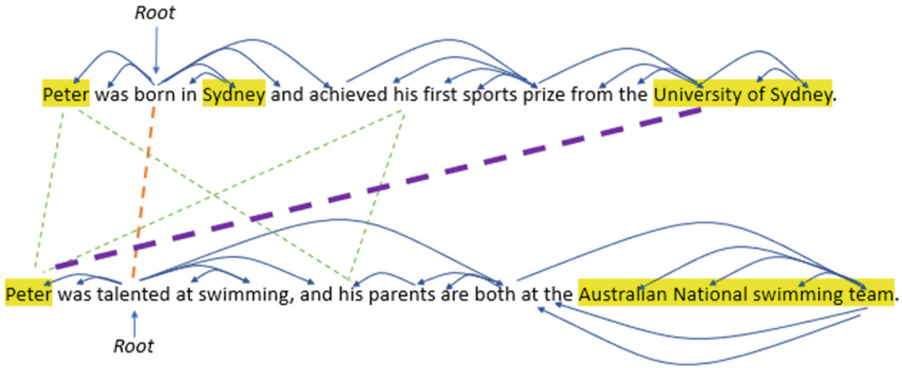 Root
Peter was born in Sydney and achieved his first sports prize from the University of Sydney.
Peter was talented at swimming, and his parents are both at the Australian National swimming team.
Root